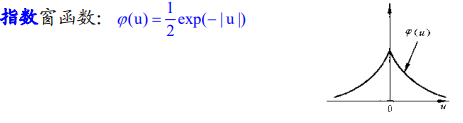 指数窗函数： φ(u) = 1/2 exp(−| u |)
φ(u)
0
u